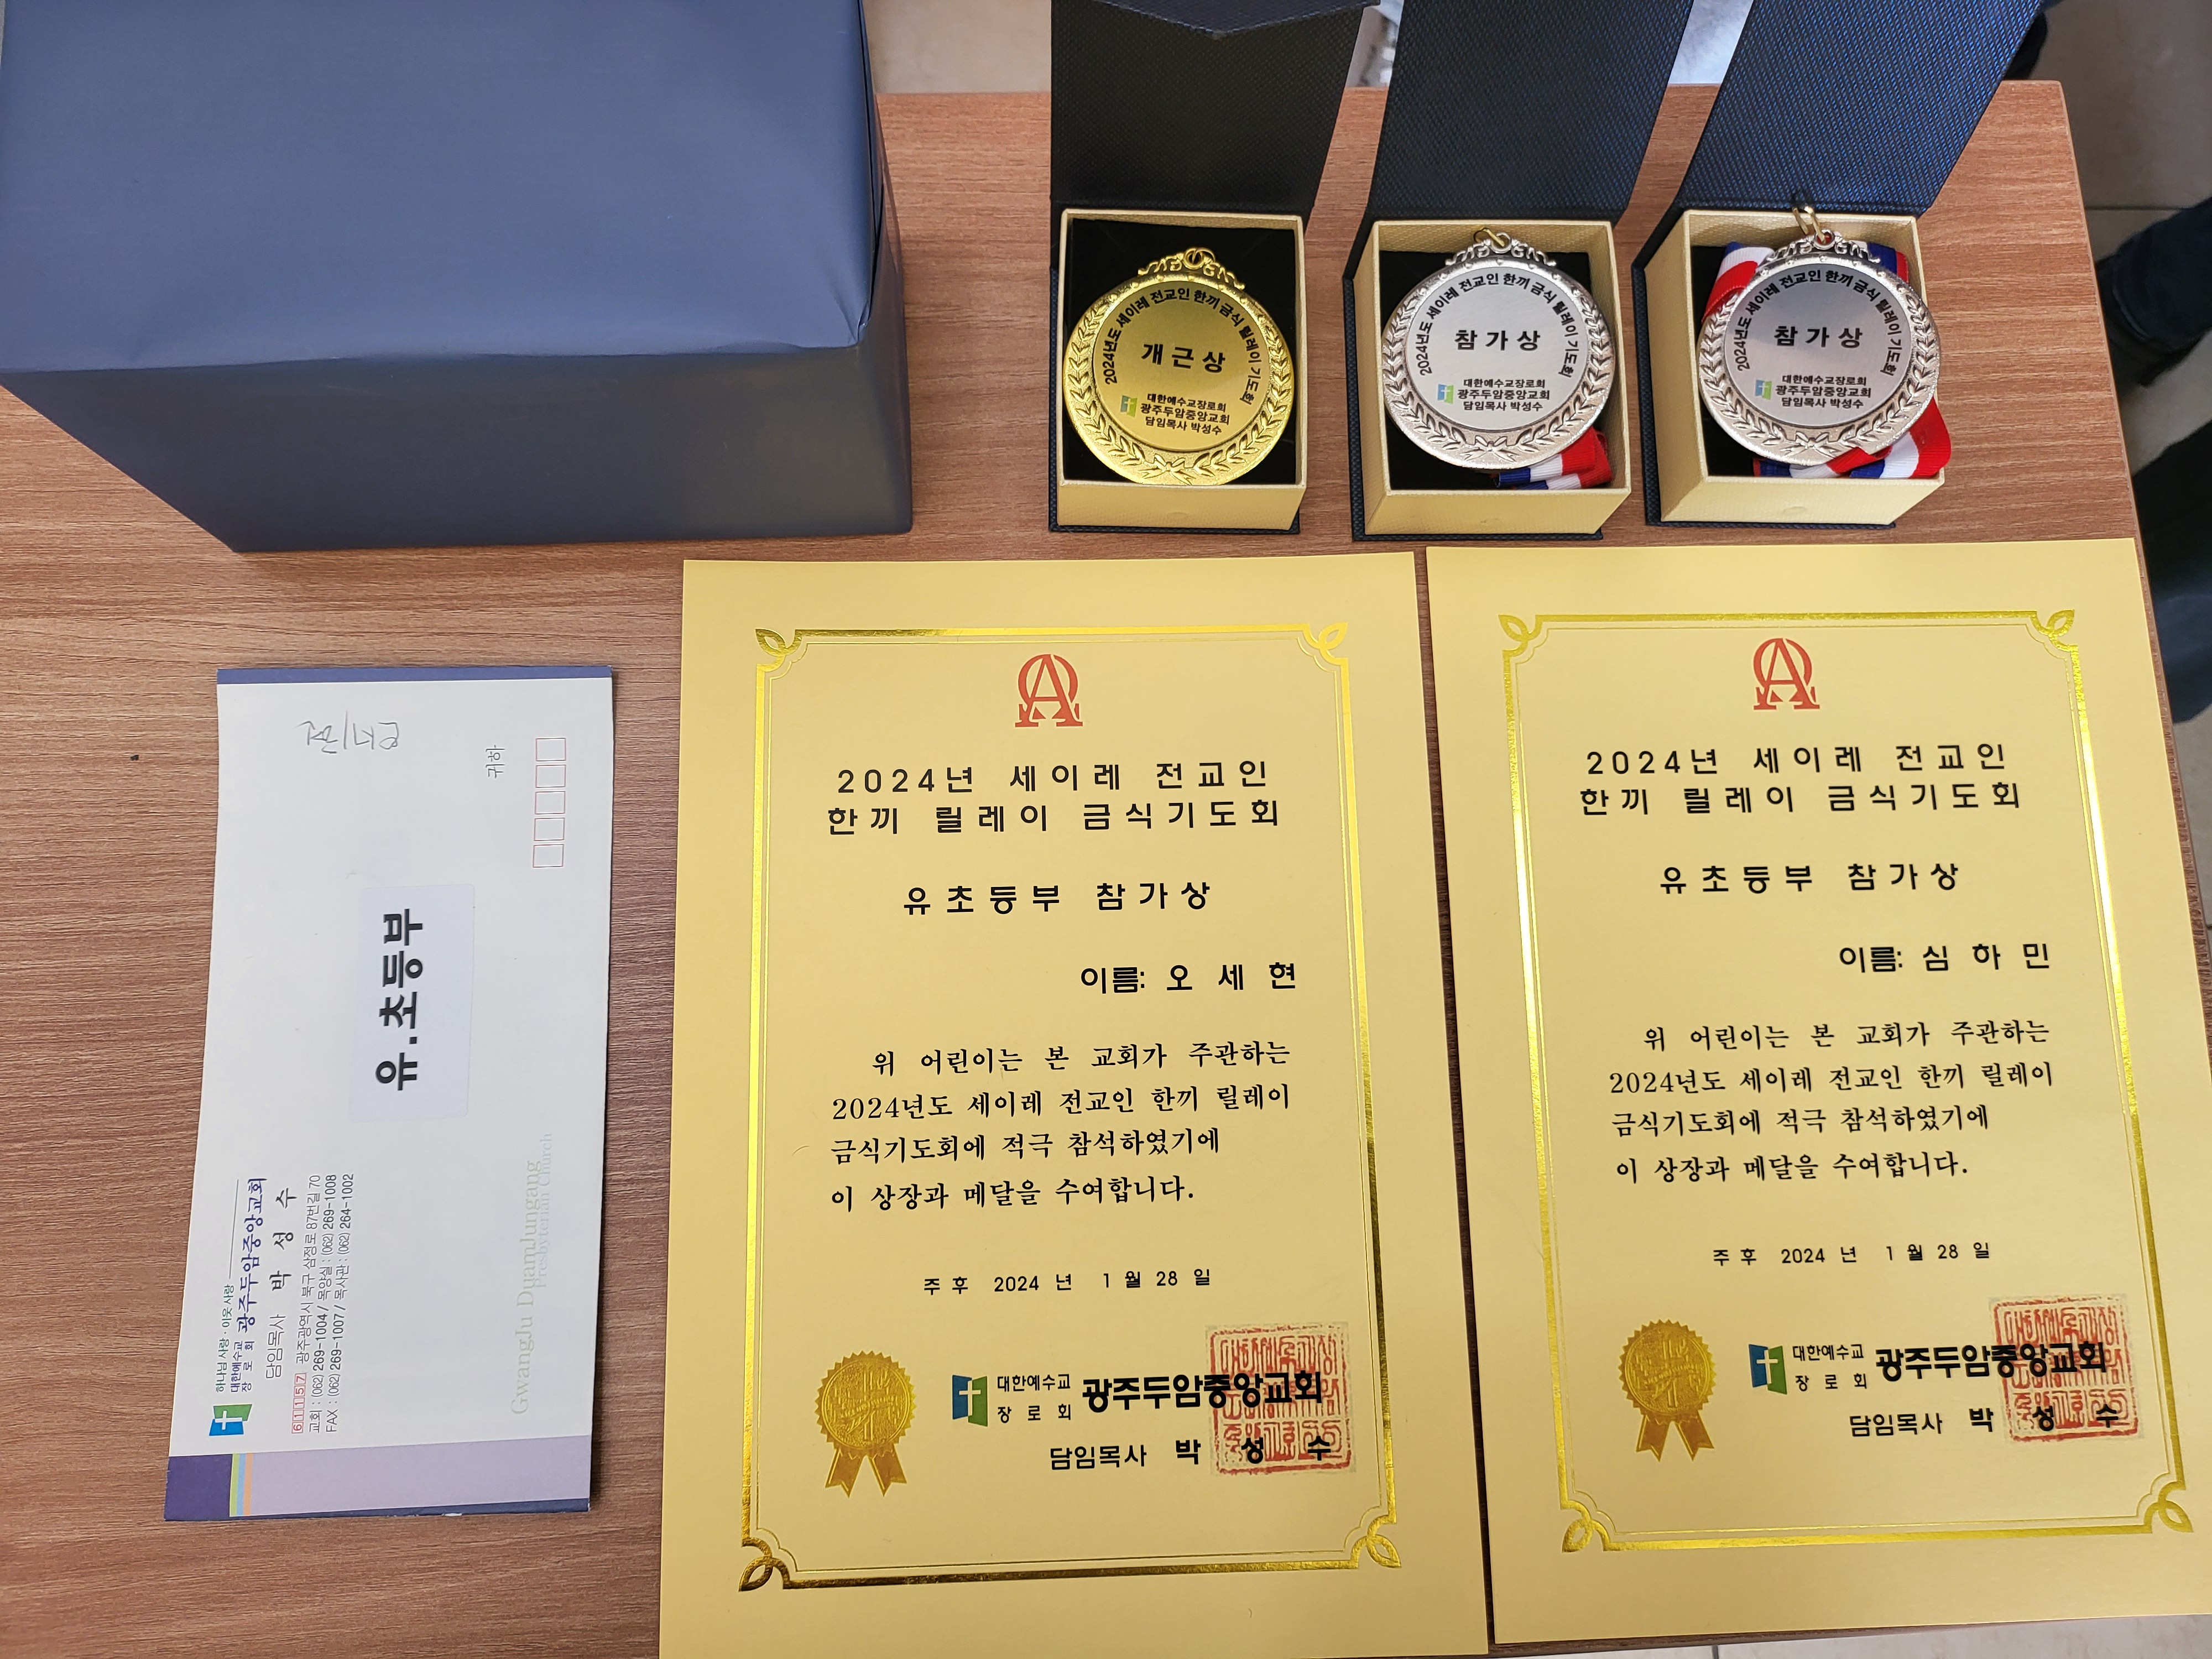 2024년도 세이레 전교인 한끼 금식 릴레이 기도회
개근상
대한예수교장로회
광주두암중앙교회
담임목사 박성수
2024년도 세이레 전교인 한끼 금식 릴레이 기도회
참가상
대한예수교장로회
광주두암중앙교회
담임목사 박성수
2024년도 세이레 전교인 한끼 금식 릴레이 기도회
참가상
대한예수교장로회
광주두암중앙교회
담임목사 박성수
하나님 사랑·이웃 사랑
대한예수교
장로회 광주두암중앙교회
담임목사 박 성 수
61157 광주광역시 북구 삼정로 87번길 70
교회 : (062) 269-1004 / 목양실 : (062) 269-1008
FAX : (062) 269-1007 / 목사관 : (062) 264-1002
유.초등부
귀하
GwangJu DuamJungang
Presbyterian Church
2024년 세이레 전교인
한끼 릴레이 금식기도회
유초등부 참가상
이름: 오 세 현
위 어린이는 본 교회가 주관하는
2024년도 세이레 전교인 한끼 릴레이
금식기도회에 적극 참석하였기에
이 상장과 메달을 수여합니다.
주후 2024 년 1 월 28 일
대한예수교
장로회 광주두암중앙교회
담임목사 박 성 수
2024년 세이레 전교인
한끼 릴레이 금식기도회
유초등부 참가상
이름: 심 하 민
위 어린이는 본 교회가 주관하는
2024년도 세이레 전교인 한끼 릴레이
금식기도회에 적극 참석하였기에
이 상장과 메달을 수여합니다.
주후 2024 년 1 월 28 일
대한예수교
장로회 광주두암중앙교회
담임목사 박 성 수